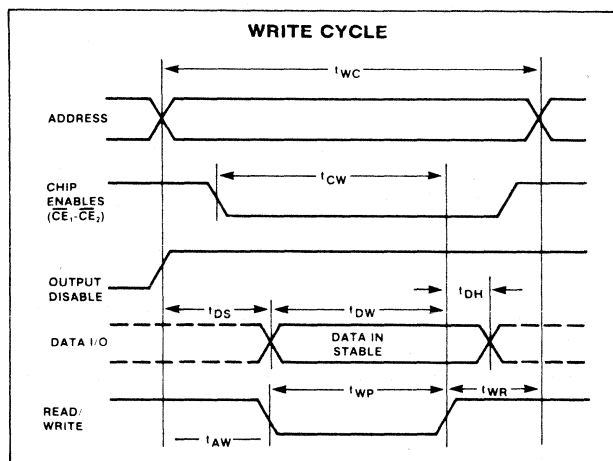 WRITE CYCLE
tWC
ADDRESS
tCW
CHIP
ENABLES
(CE1-CE2)
OUTPUT
DISABLE
tDH
tDS
tDW
DATA I/O
DATA IN
STABLE
tWP
tWR
READ/
WRITE
tAW